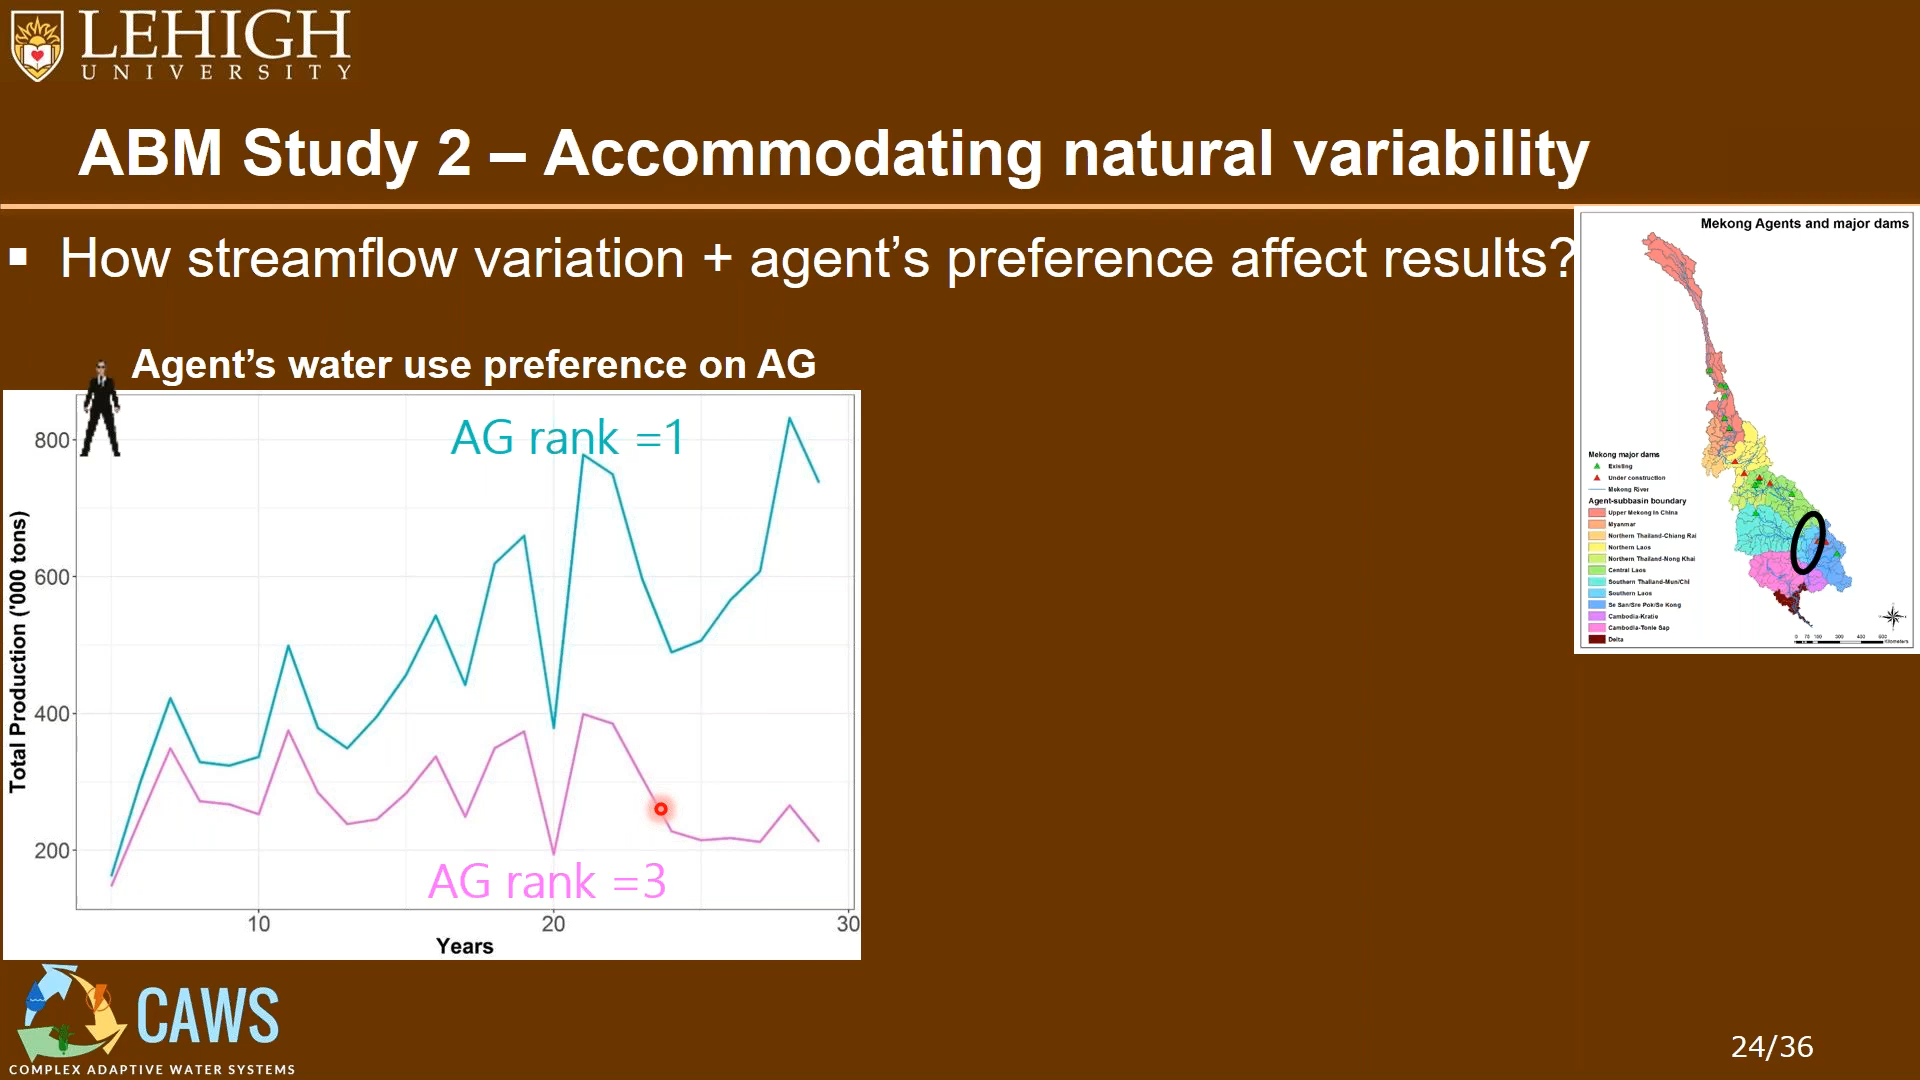 LEHIGH
UNIVERSITY
ABM Study 2 – Accommodating natural variability
▪ How streamflow variation + agent’s preference affect results?
Agent’s water use preference on AG
AG rank =1
AG rank =3
Total Production ('000 tons)
800
600
400
200
10
20
30
Years
Mekong Agents and major dams
Mekong major dams
Existing
Under construction
Mekong River
Agent-subbasin boundary
Upper Mekong in China
Myanmar
Northern Thailand-Chiang Rai
Northern Laos
Northern Thailand-Nong Khai
Central Laos
Southern Thailand-Mun/Chi
Southern Laos
Se San/Sre Pok/Se Kong
Cambodia-Kratie
Cambodia-Tonle Sap
Delta
Kilometers
CAWS
COMPLEX ADAPTIVE WATER SYSTEMS
24/36